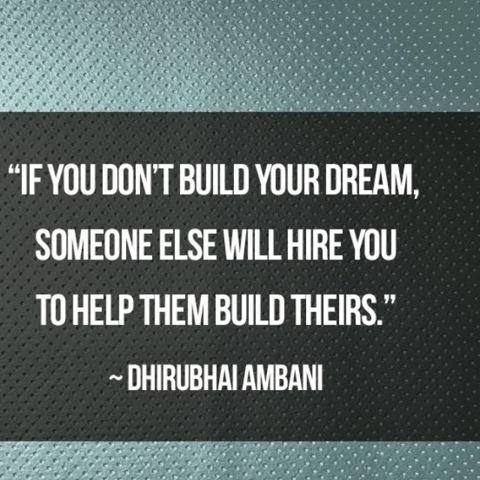 “IF YOU DON’T BUILD YOUR DREAM,
SOMEONE ELSE WILL HIRE YOU
TO HELP THEM BUILD THEIRS.”
~ DHIRUBHAI AMBANI